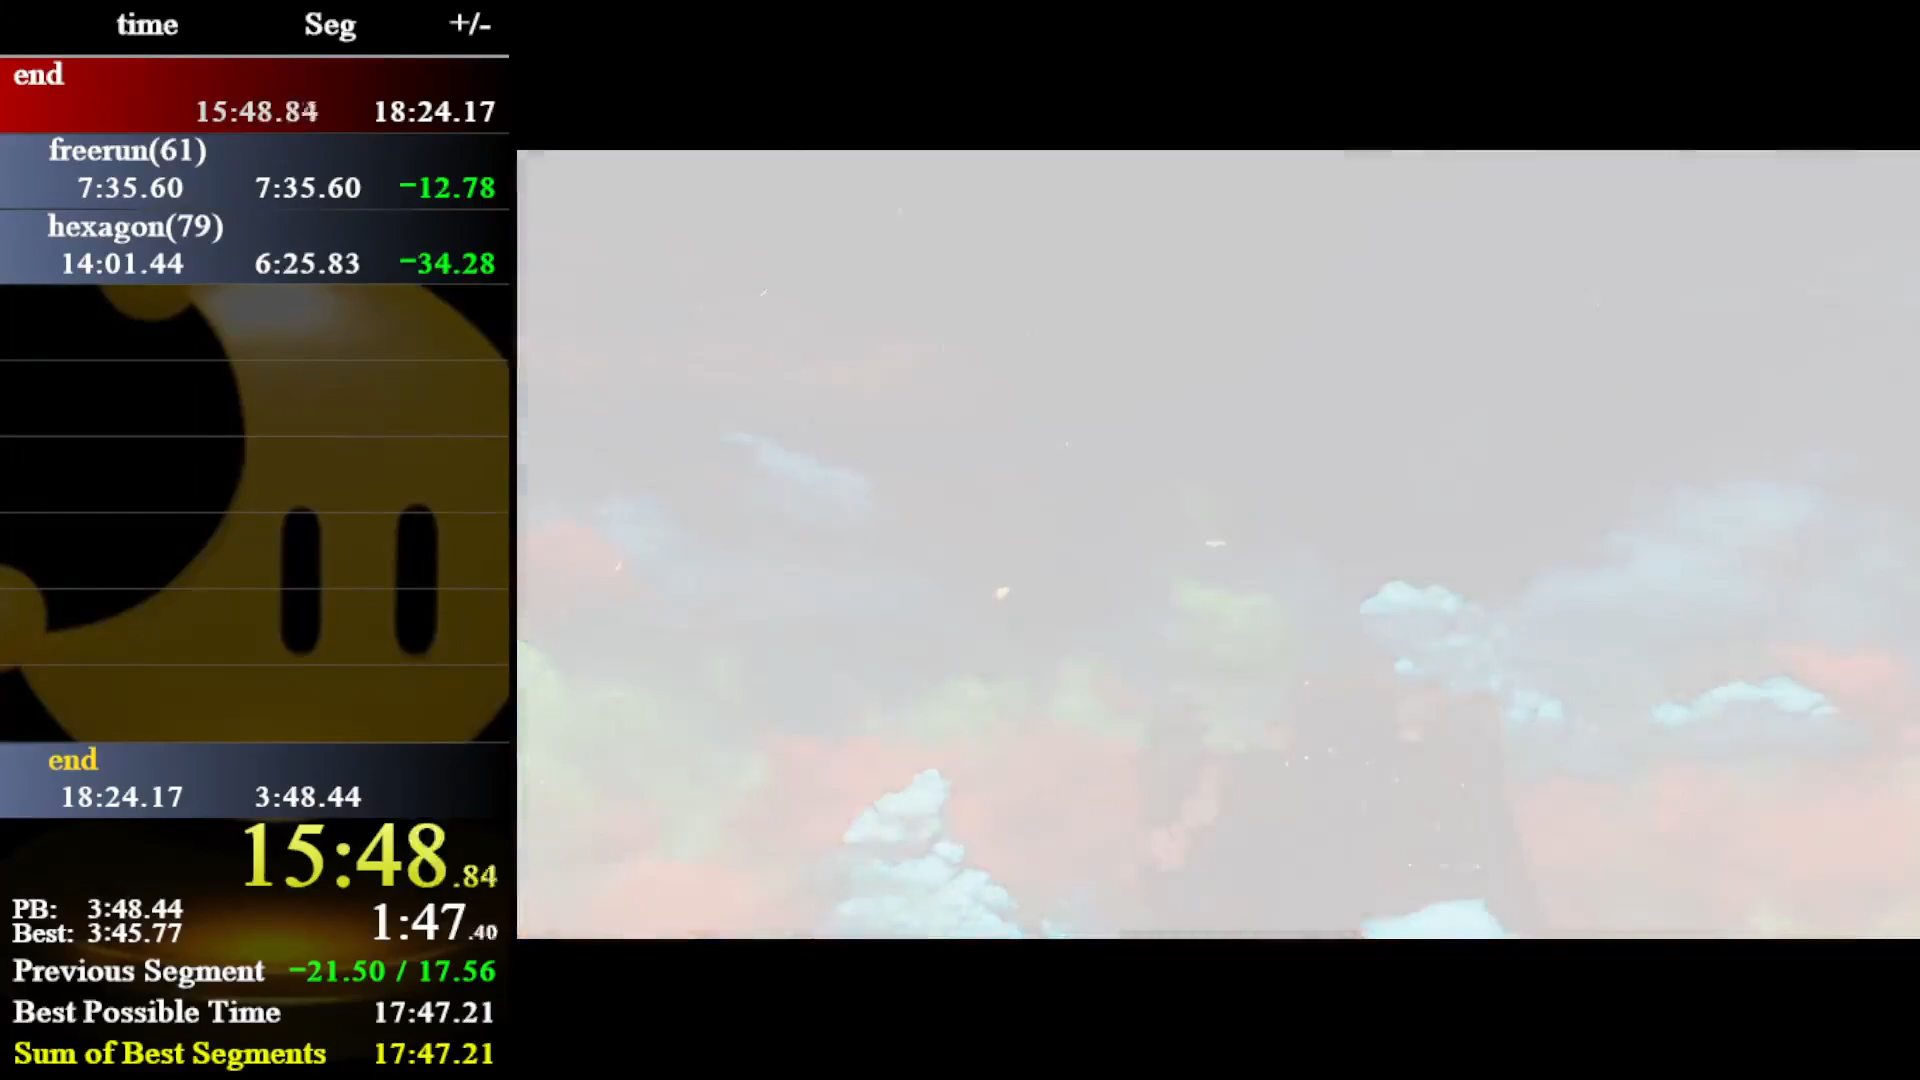 time Seg +/-
end
15:48.84 18:24.17
freerun(61)
7:35.60 7:35.60 −12.78
hexagon(79)
14:01.44 6:25.83 −34.28
end
18:24.17 3:48.44
15:48.84
PB: 3:48.44
Best: 3:45.77
1:47.40
Previous Segment −21.50 / 17.56
Best Possible Time 17:47.21
Sum of Best Segments 17:47.21